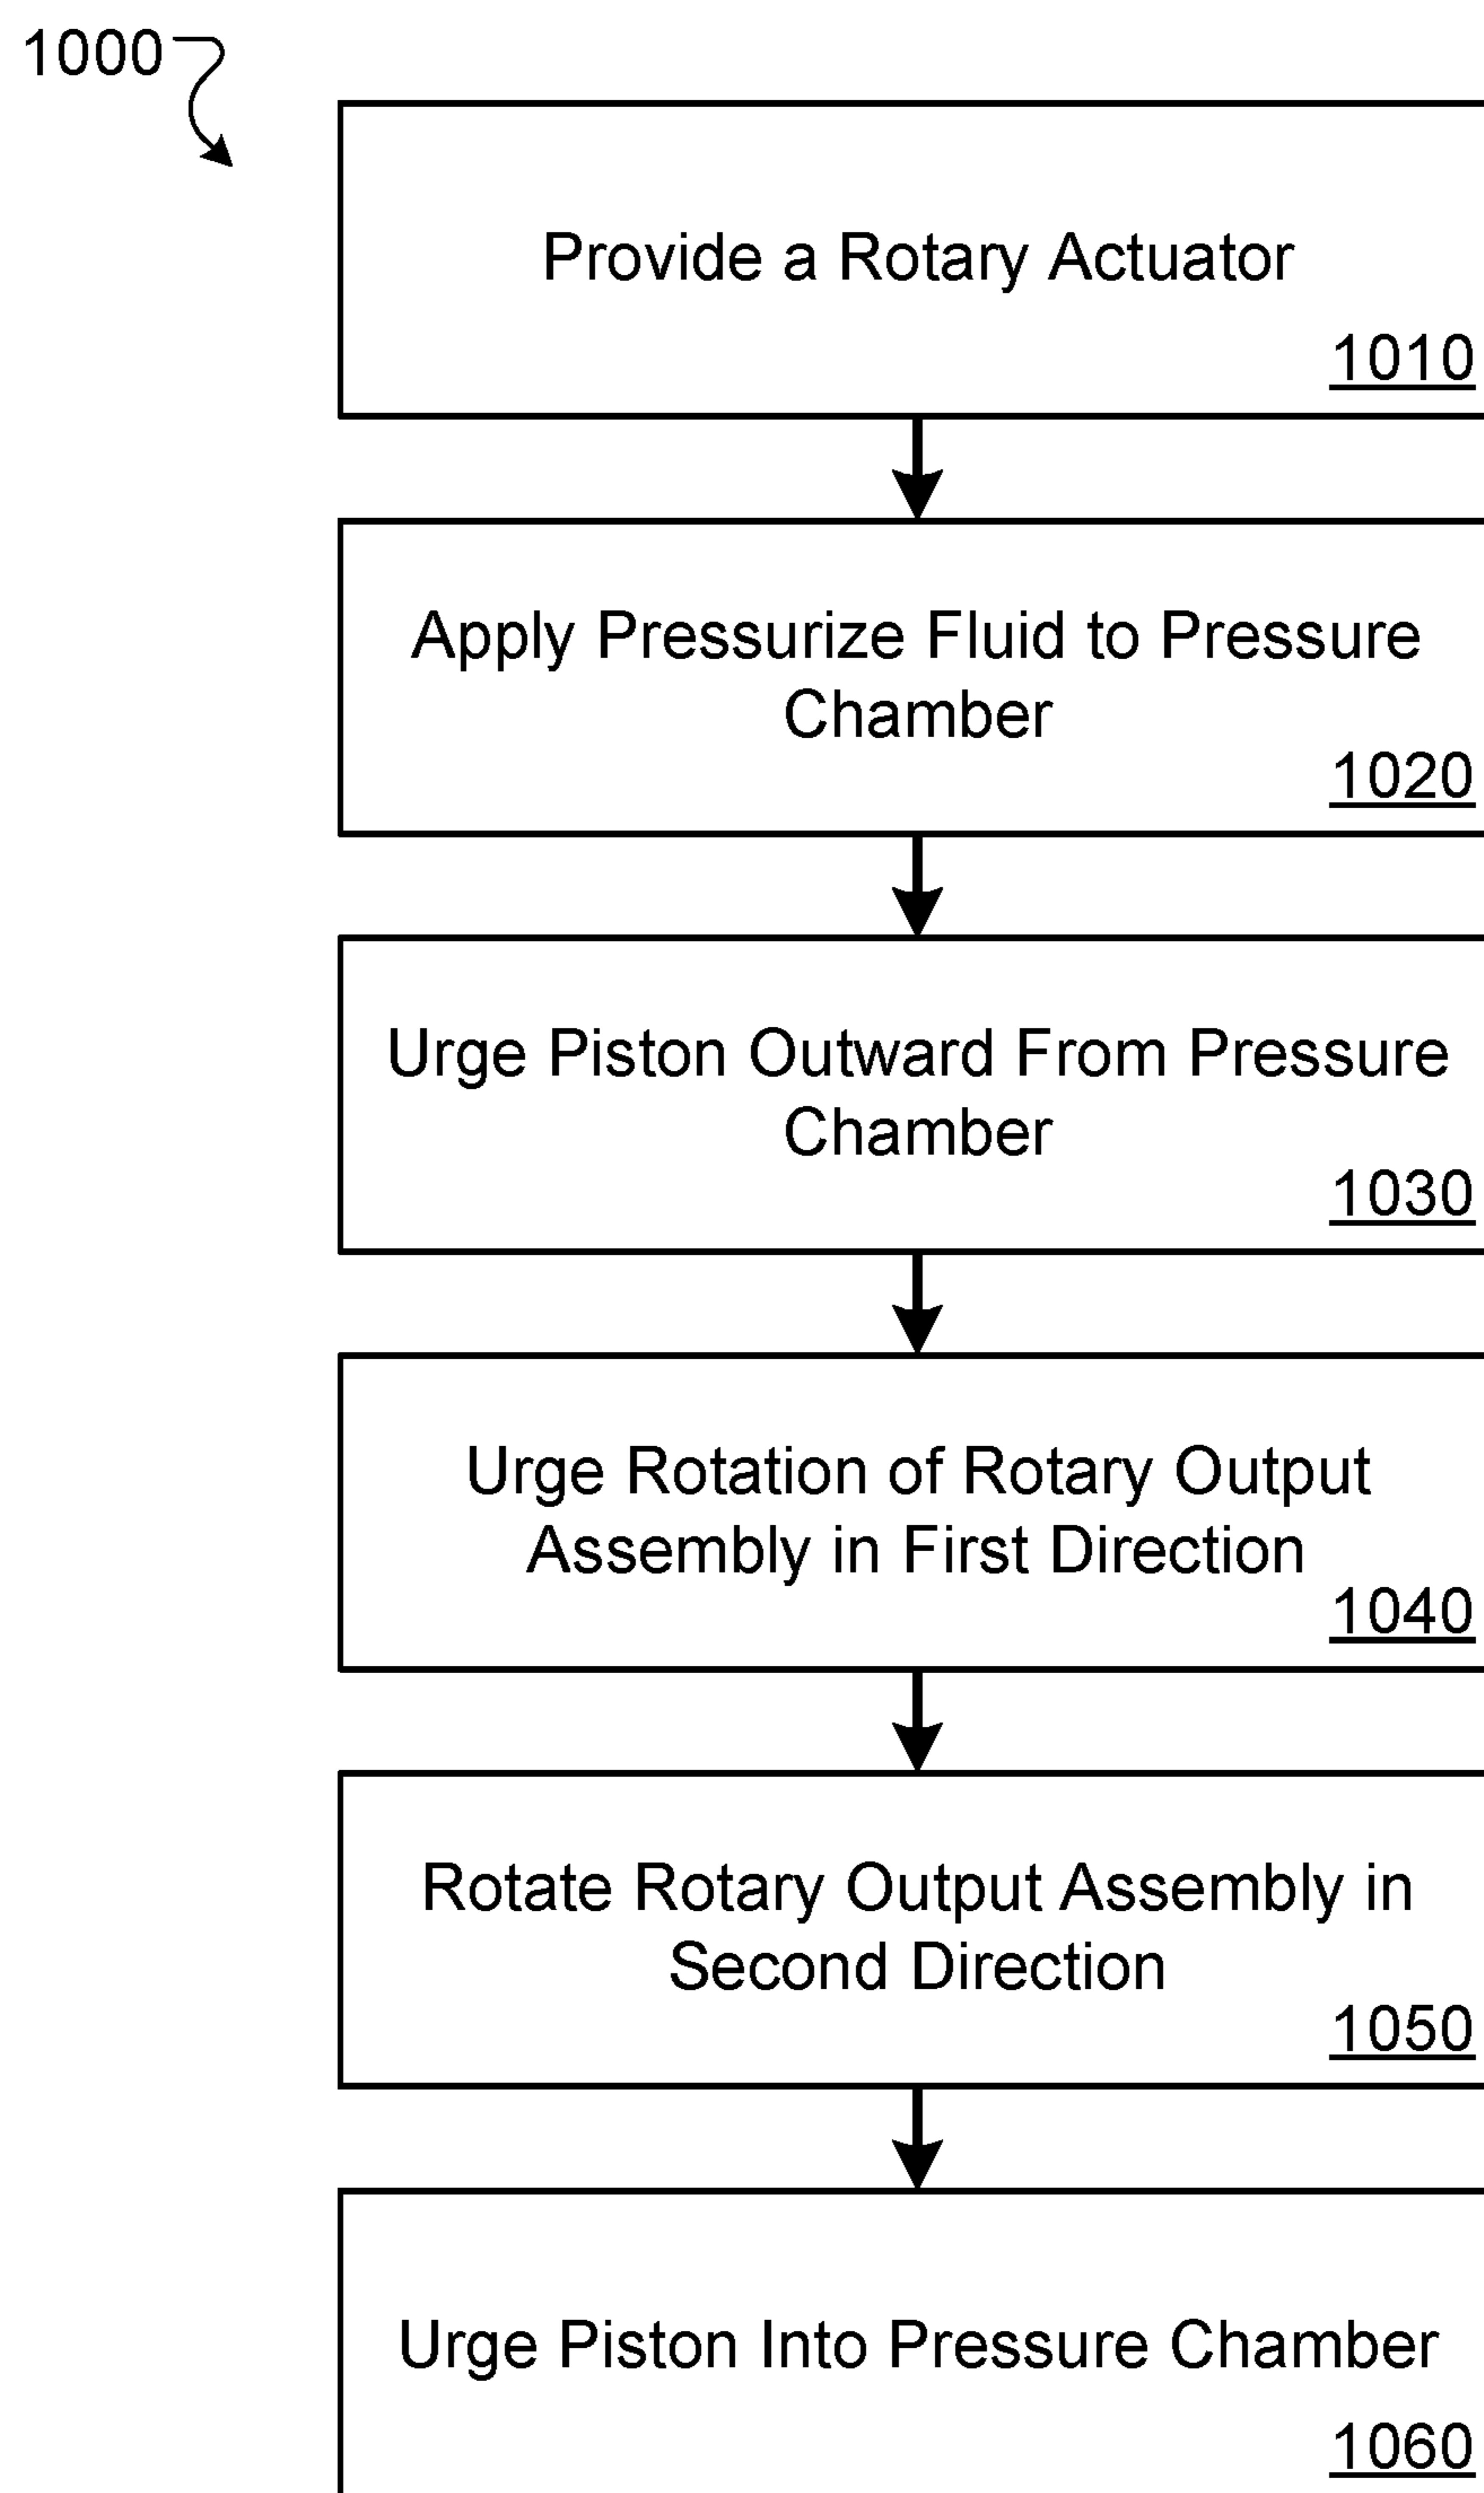 1000
Provide a Rotary Actuator
1010
Apply Pressurize Fluid to Pressure
Chamber
1020
Urge Piston Outward From Pressure
Chamber
1030
Urge Rotation of Rotary Output
Assembly in First Direction
1040
Rotate Rotary Output Assembly in
Second Direction
1050
Urge Piston Into Pressure Chamber
1060